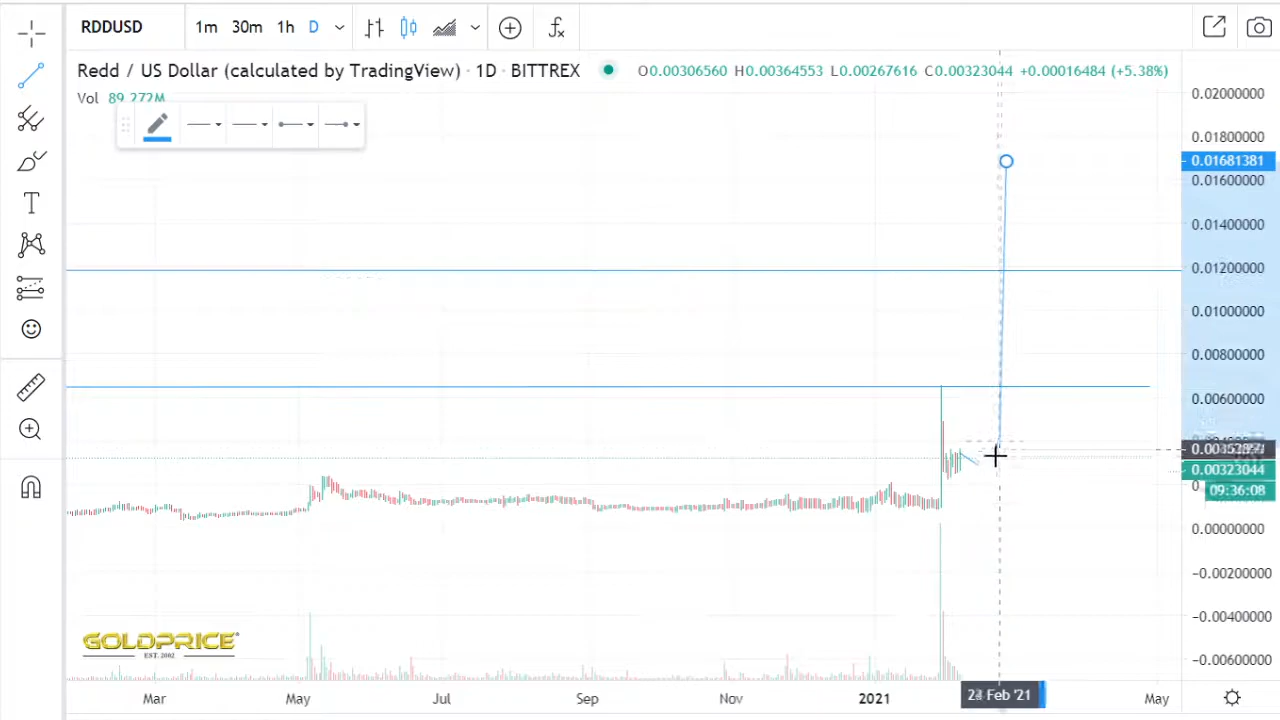 RDDUSD 1m 30m 1h D
Redd / US Dollar (calculated by TradingView) · 1D · BITTREX O0.00306560 H0.00364553 L0.00267616 C0.00323044 +0.00016484 (+5.38%)
Vol 89.272M
0.02000000
0.01800000
0.01681381
0.01600000
0.01400000
0.01200000
0.01000000
0.00800000
0.00600000
0.00323044
09:36:08
0.00000000
−0.00200000
−0.00400000
−0.00600000
GOLDPRICE
EST. 2002
Mar May Jul Sep Nov 2021 Feb '21 May